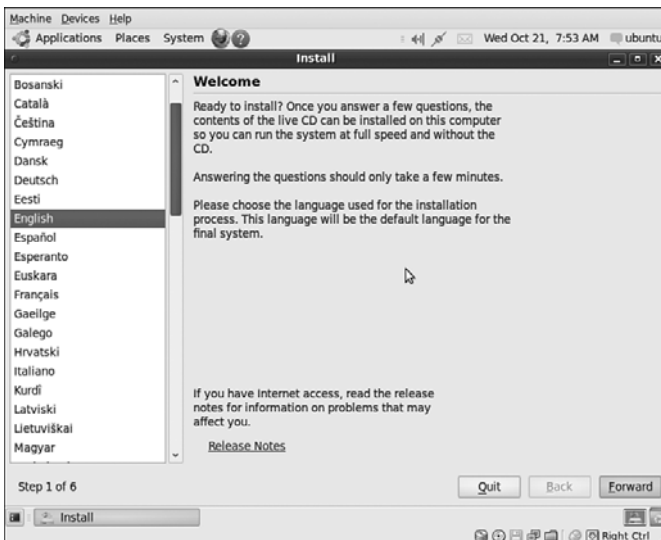 Machine Devices Help
Applications Places System Wed Oct 21, 7:53 AM ubuntu
Install
Bosanski
Català
Čeština
Cymraeg
Dansk
Deutsch
Eesti
English
Español
Esperanto
Euskara
Français
Gaeilge
Galego
Hrvatski
Italiano
Kurdî
Latviski
Lietuviškai
Magyar
Welcome
Ready to install? Once you answer a few questions, the
contents of the live CD can be installed on this computer
so you can run the system at full speed and without the
CD.
Answering the questions should only take a few minutes.
Please choose the language used for the installation
process. This language will be the default language for the
final system.
If you have Internet access, read the release
notes for information on problems that may
affect you.
Release Notes
Step 1 of 6
Quit Back Forward
Install
Right Ctrl